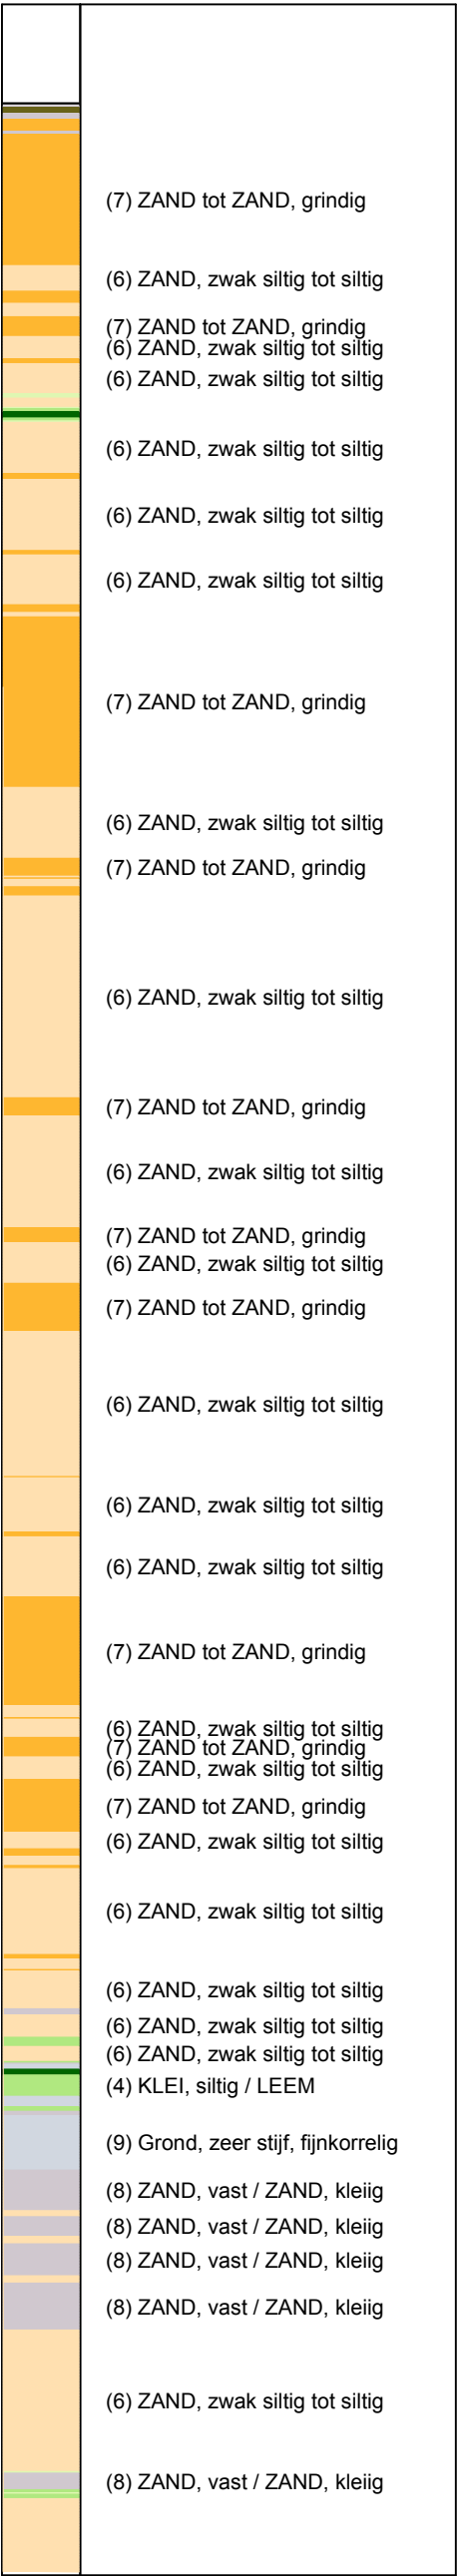 (7) ZAND tot ZAND, grindig
(6) ZAND, zwak siltig tot siltig
(7) ZAND tot ZAND, grindig
(6) ZAND, zwak siltig tot siltig
(6) ZAND, zwak siltig tot siltig
(6) ZAND, zwak siltig tot siltig
(6) ZAND, zwak siltig tot siltig
(6) ZAND, zwak siltig tot siltig
(7) ZAND tot ZAND, grindig
(6) ZAND, zwak siltig tot siltig
(7) ZAND tot ZAND, grindig
(6) ZAND, zwak siltig tot siltig
(7) ZAND tot ZAND, grindig
(6) ZAND, zwak siltig tot siltig
(7) ZAND tot ZAND, grindig
(6) ZAND, zwak siltig tot siltig
(7) ZAND tot ZAND, grindig
(6) ZAND, zwak siltig tot siltig
(6) ZAND, zwak siltig tot siltig
(6) ZAND, zwak siltig tot siltig
(7) ZAND tot ZAND, grindig
(6) ZAND, zwak siltig tot siltig
(7) ZAND tot ZAND, grindig
(6) ZAND, zwak siltig tot siltig
(7) ZAND tot ZAND, grindig
(6) ZAND, zwak siltig tot siltig
(6) ZAND, zwak siltig tot siltig
(6) ZAND, zwak siltig tot siltig
(6) ZAND, zwak siltig tot siltig
(6) ZAND, zwak siltig tot siltig
(4) KLEI, siltig / LEEM
(9) Grond, zeer stijf, fijnkorrelig
(8) ZAND, vast / ZAND, kleiig
(8) ZAND, vast / ZAND, kleiig
(8) ZAND, vast / ZAND, kleiig
(8) ZAND, vast / ZAND, kleiig
(6) ZAND, zwak siltig tot siltig
(8) ZAND, vast / ZAND, kleiig